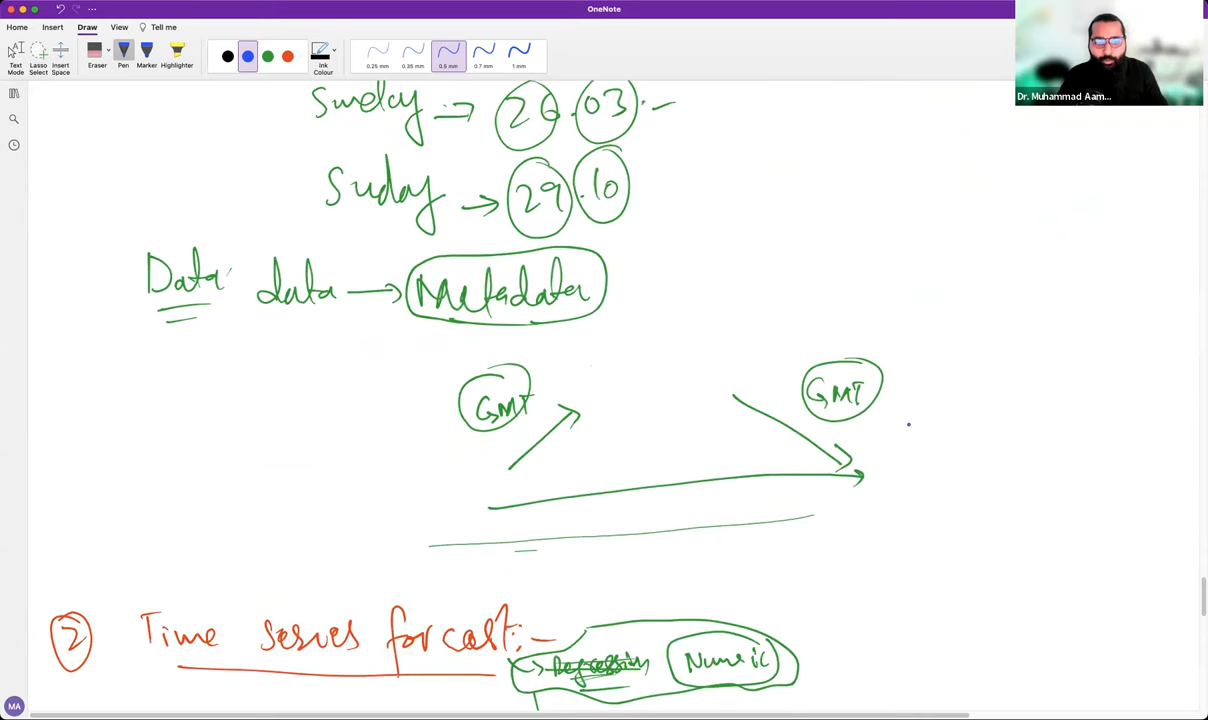 OneNote
Home Insert Draw View Tell me
Text Mode
Lasso Select
Insert Space
Eraser
Pen
Marker
Highlighter
Ink Colour
0.25 mm
0.35 mm
0.5 mm
0.7 mm
1 mm
Dr. Muhammad Aam...
Sunday => 26.03.-
Sunday -> 29.10
Data: data -> Metadata
GMT
GMT
2 Time series forcast:-
Regression Numeric
MA